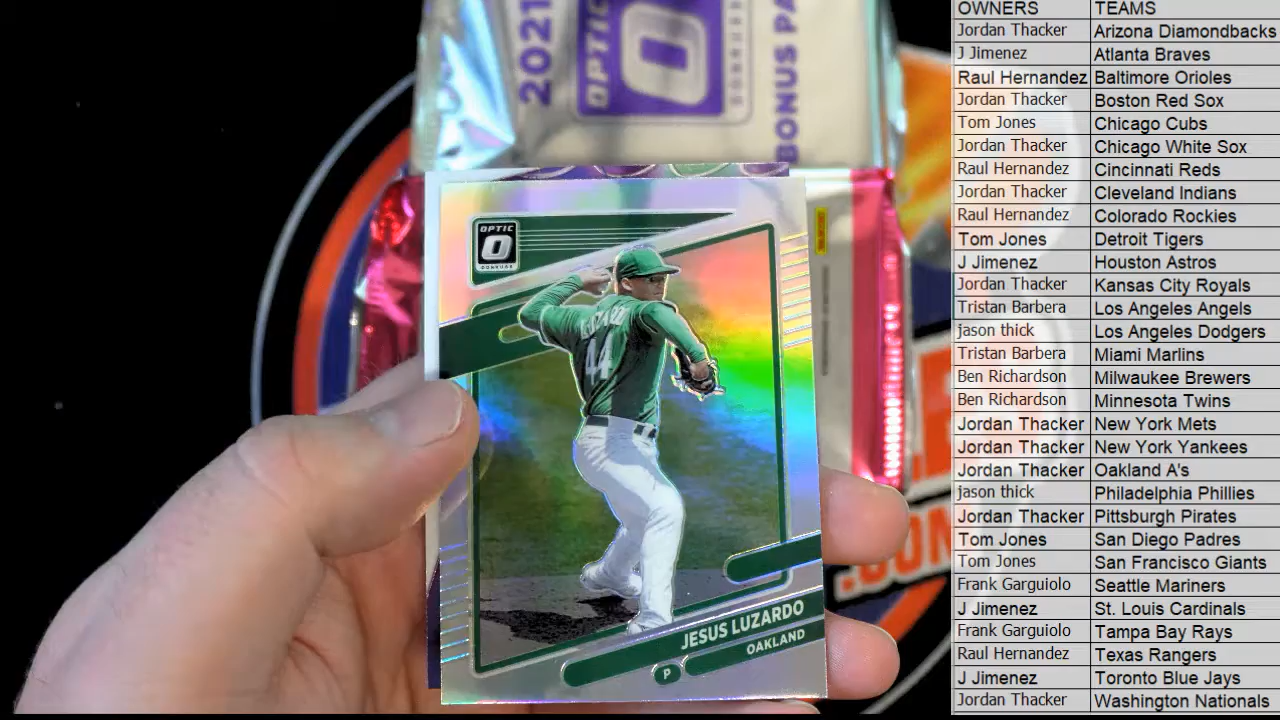 2021
OPTIC
DONRUSS
BONUS PA
OPTIC
DONRUSS
LUZARDO
44
JESUS LUZARDO
OAKLAND
P
.COM
OWNERS TEAMS
Jordan Thacker Arizona Diamondbacks
J Jimenez Atlanta Braves
Raul Hernandez Baltimore Orioles
Jordan Thacker Boston Red Sox
Tom Jones Chicago Cubs
Jordan Thacker Chicago White Sox
Raul Hernandez Cincinnati Reds
Jordan Thacker Cleveland Indians
Raul Hernandez Colorado Rockies
Tom Jones Detroit Tigers
J Jimenez Houston Astros
Jordan Thacker Kansas City Royals
Tristan Barbera Los Angeles Angels
jason thick Los Angeles Dodgers
Tristan Barbera Miami Marlins
Ben Richardson Milwaukee Brewers
Ben Richardson Minnesota Twins
Jordan Thacker New York Mets
Jordan Thacker New York Yankees
Jordan Thacker Oakland A's
jason thick Philadelphia Phillies
Jordan Thacker Pittsburgh Pirates
Tom Jones San Diego Padres
Tom Jones San Francisco Giants
Frank Garguiolo Seattle Mariners
J Jimenez St. Louis Cardinals
Frank Garguiolo Tampa Bay Rays
Raul Hernandez Texas Rangers
J Jimenez Toronto Blue Jays
Jordan Thacker Washington Nationals